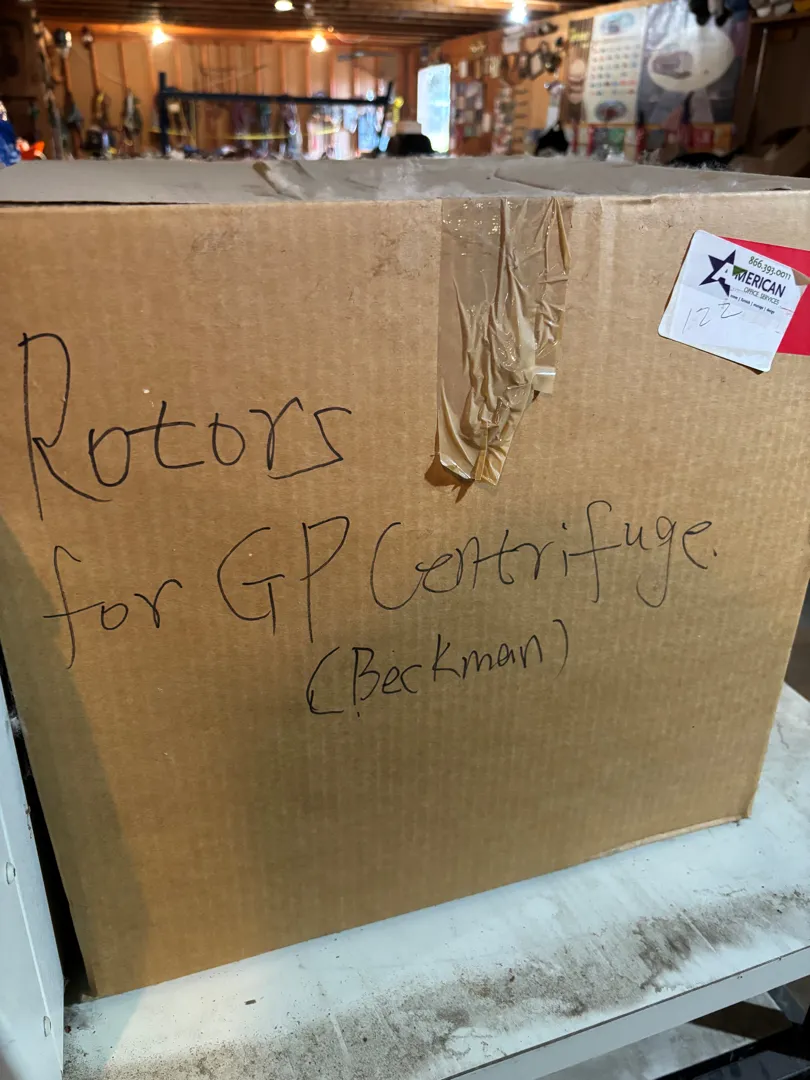 Rotors
for GP Centrifuge.
(Beckman)
866.393.0011
AMERICAN
OFFICE SERVICES
122